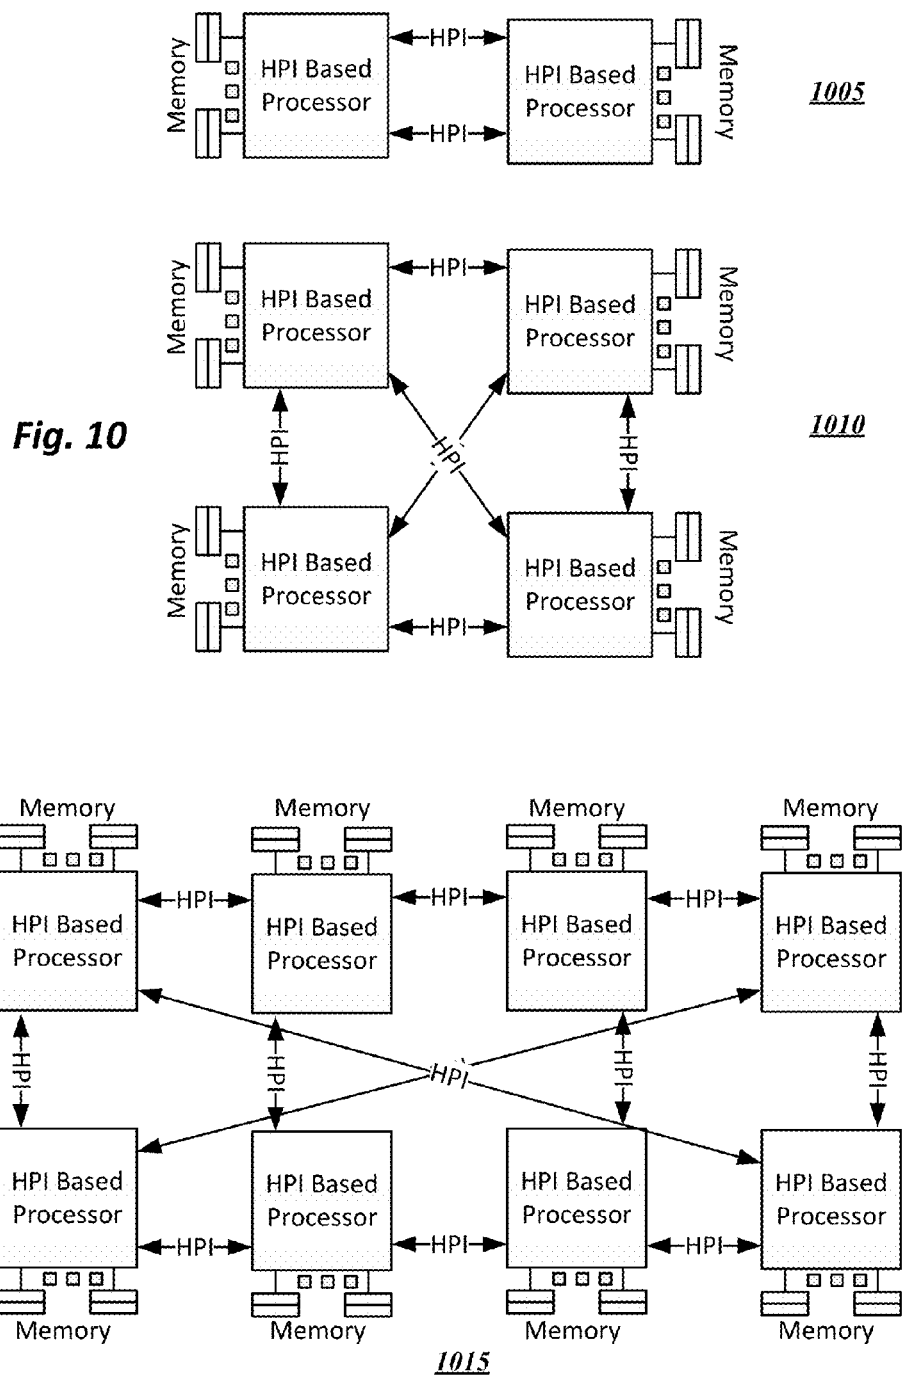 HPI
Memory
HPI Based
Processor
HPI Based
Processor
Memory
1005
HPI
HPI
Memory
HPI Based
Processor
HPI Based
Processor
Memory
Fig. 10
HPI
HPI
HPI
1010
Memory
HPI Based
Processor
HPI Based
Processor
Memory
HPI
Memory
Memory
Memory
Memory
HPI
HPI
HPI
HPI Based
Processor
HPI Based
Processor
HPI Based
Processor
HPI Based
Processor
HPI
HPI
HPI
HPI
HPI
HPI Based
Processor
HPI Based
Processor
HPI Based
Processor
HPI Based
Processor
HPI
HPI
HPI
Memory
Memory
Memory
Memory
1015